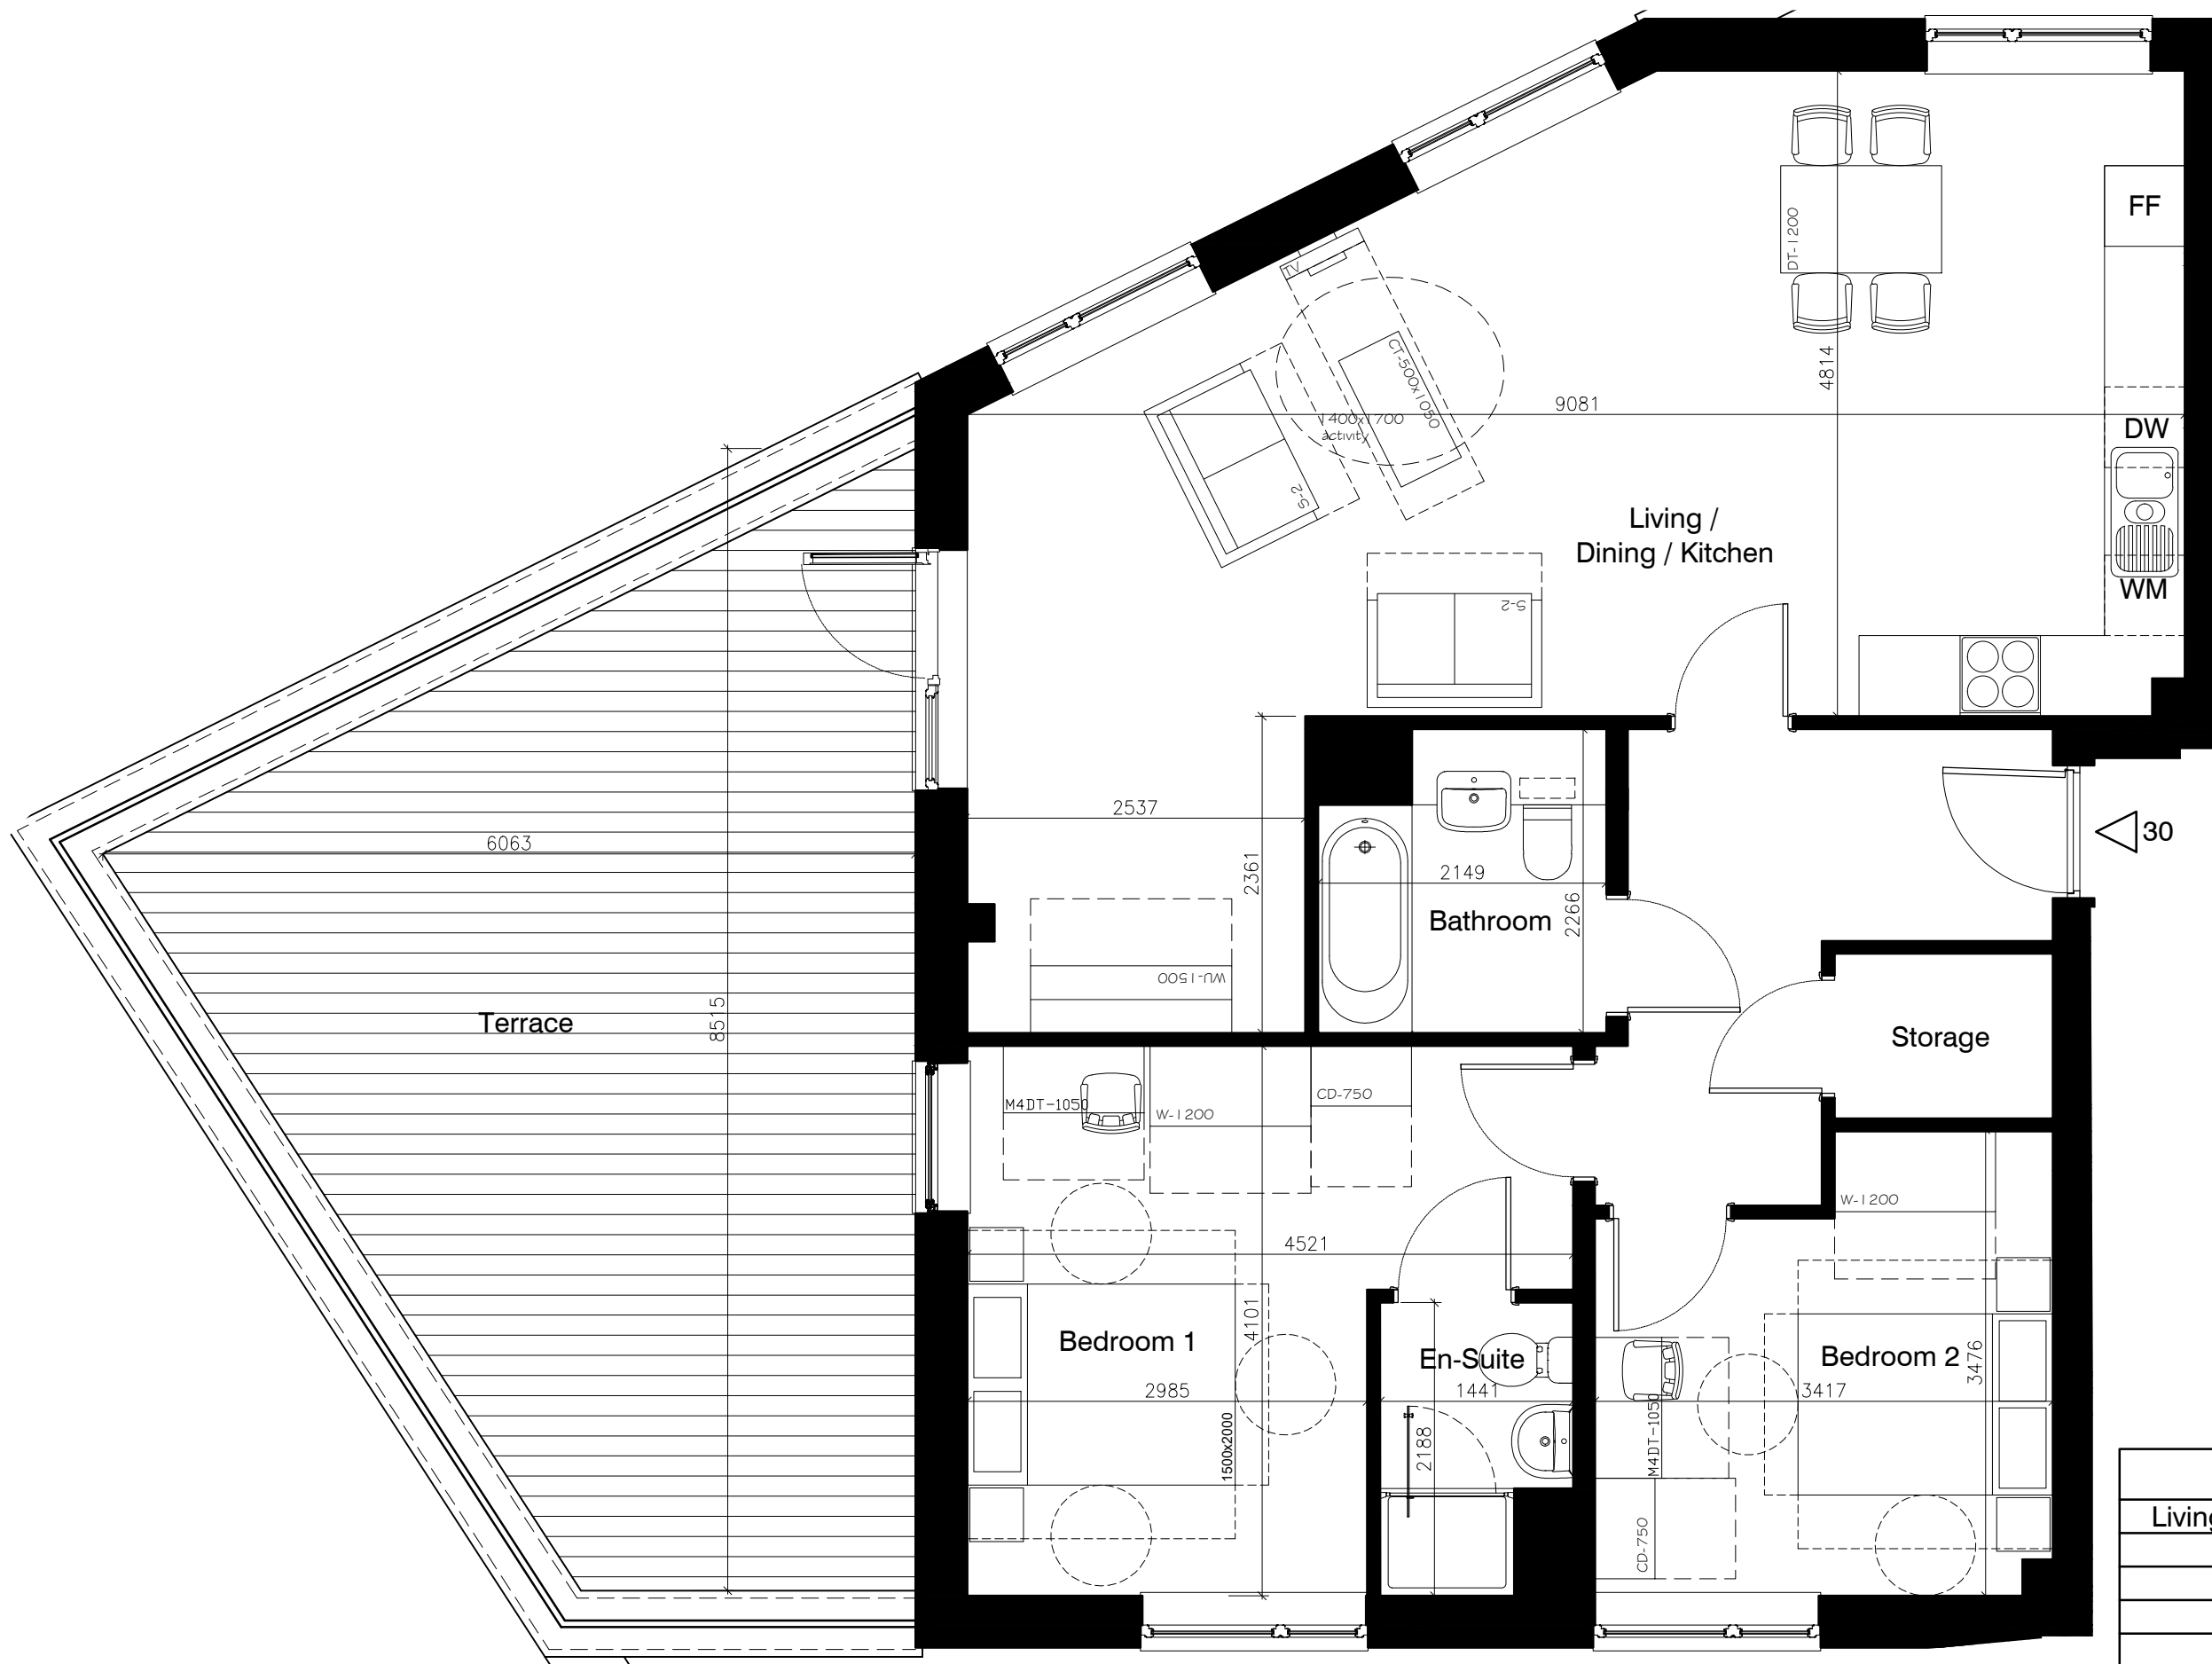 FF
DT-1200
TV
CT-500x1050
4814
9081
1400x1700
activity
DW
S-2
Living /
Dining / Kitchen
WM
S-2
2537
30
6063
2361
2149
2266
Bathroom
WU-1500
8515
Terrace
Storage
M4DT-1050
W-1200
CD-750
W-1200
4521
4101
Bedroom 1
En-Suite
Bedroom 2
3476
2985
1441
3417
1500x2000
2188
M4DT-1050
CD-750
Living